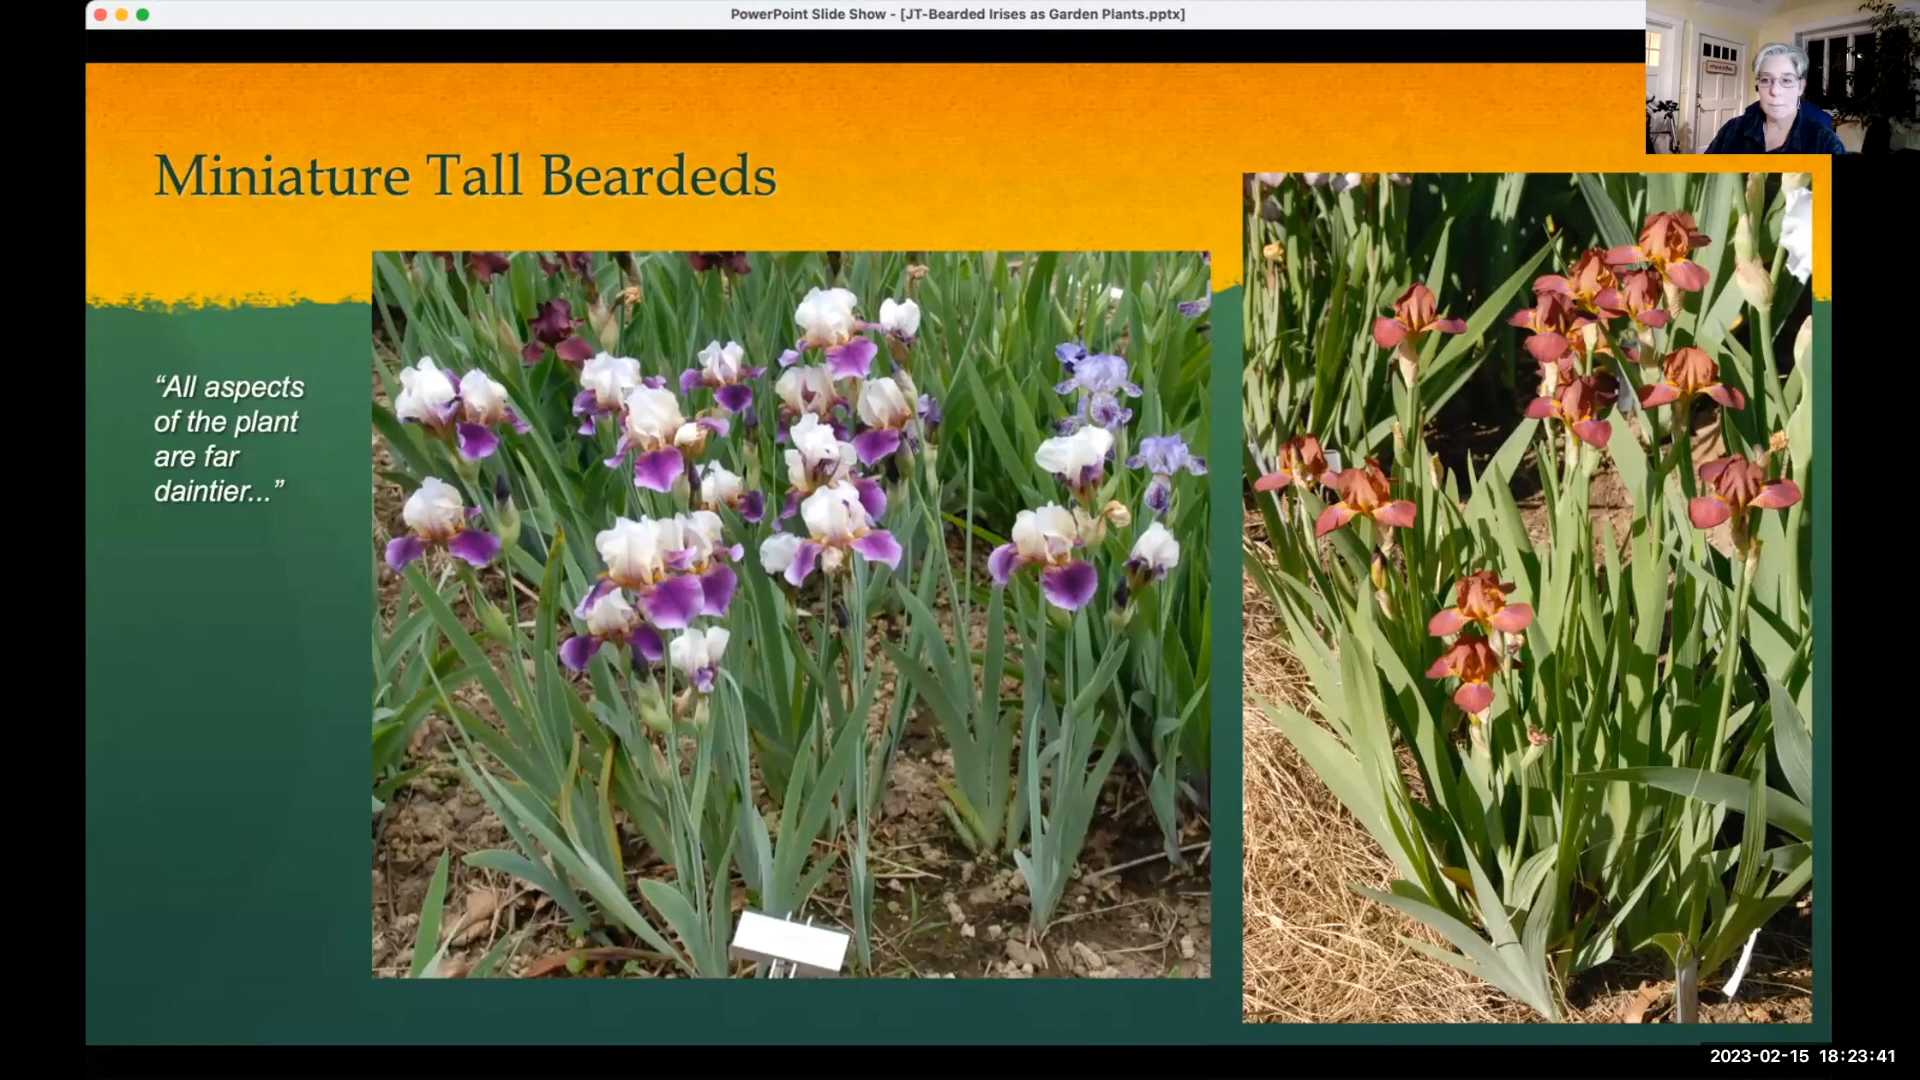 PowerPoint Slide Show - [JT-Bearded Irises as Garden Plants.pptx]
Miniature Tall Beardeds
“All aspects
of the plant
are far
daintier...”
2023-02-15 18:23:41